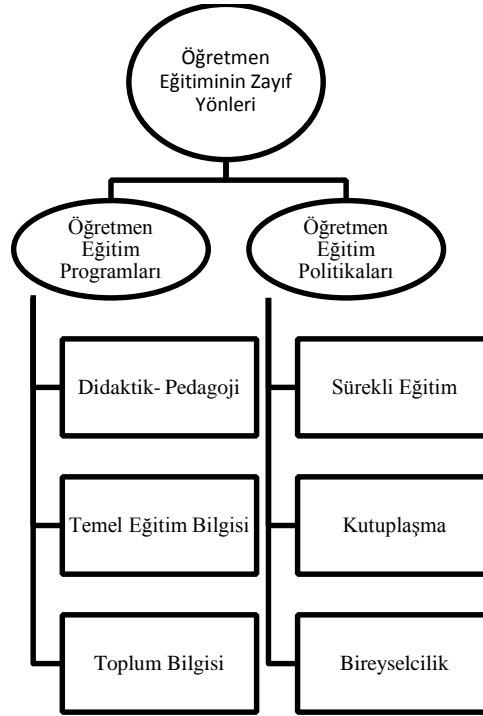 Öğretmen
Eğitiminin Zayıf
Yönleri
Öğretmen
Eğitim
Programları
Öğretmen
Eğitim
Politikaları
Didaktik- Pedagoji
Sürekli Eğitim
Temel Eğitim Bilgisi
Kutuplaşma
Toplum Bilgisi
Bireyselcilik